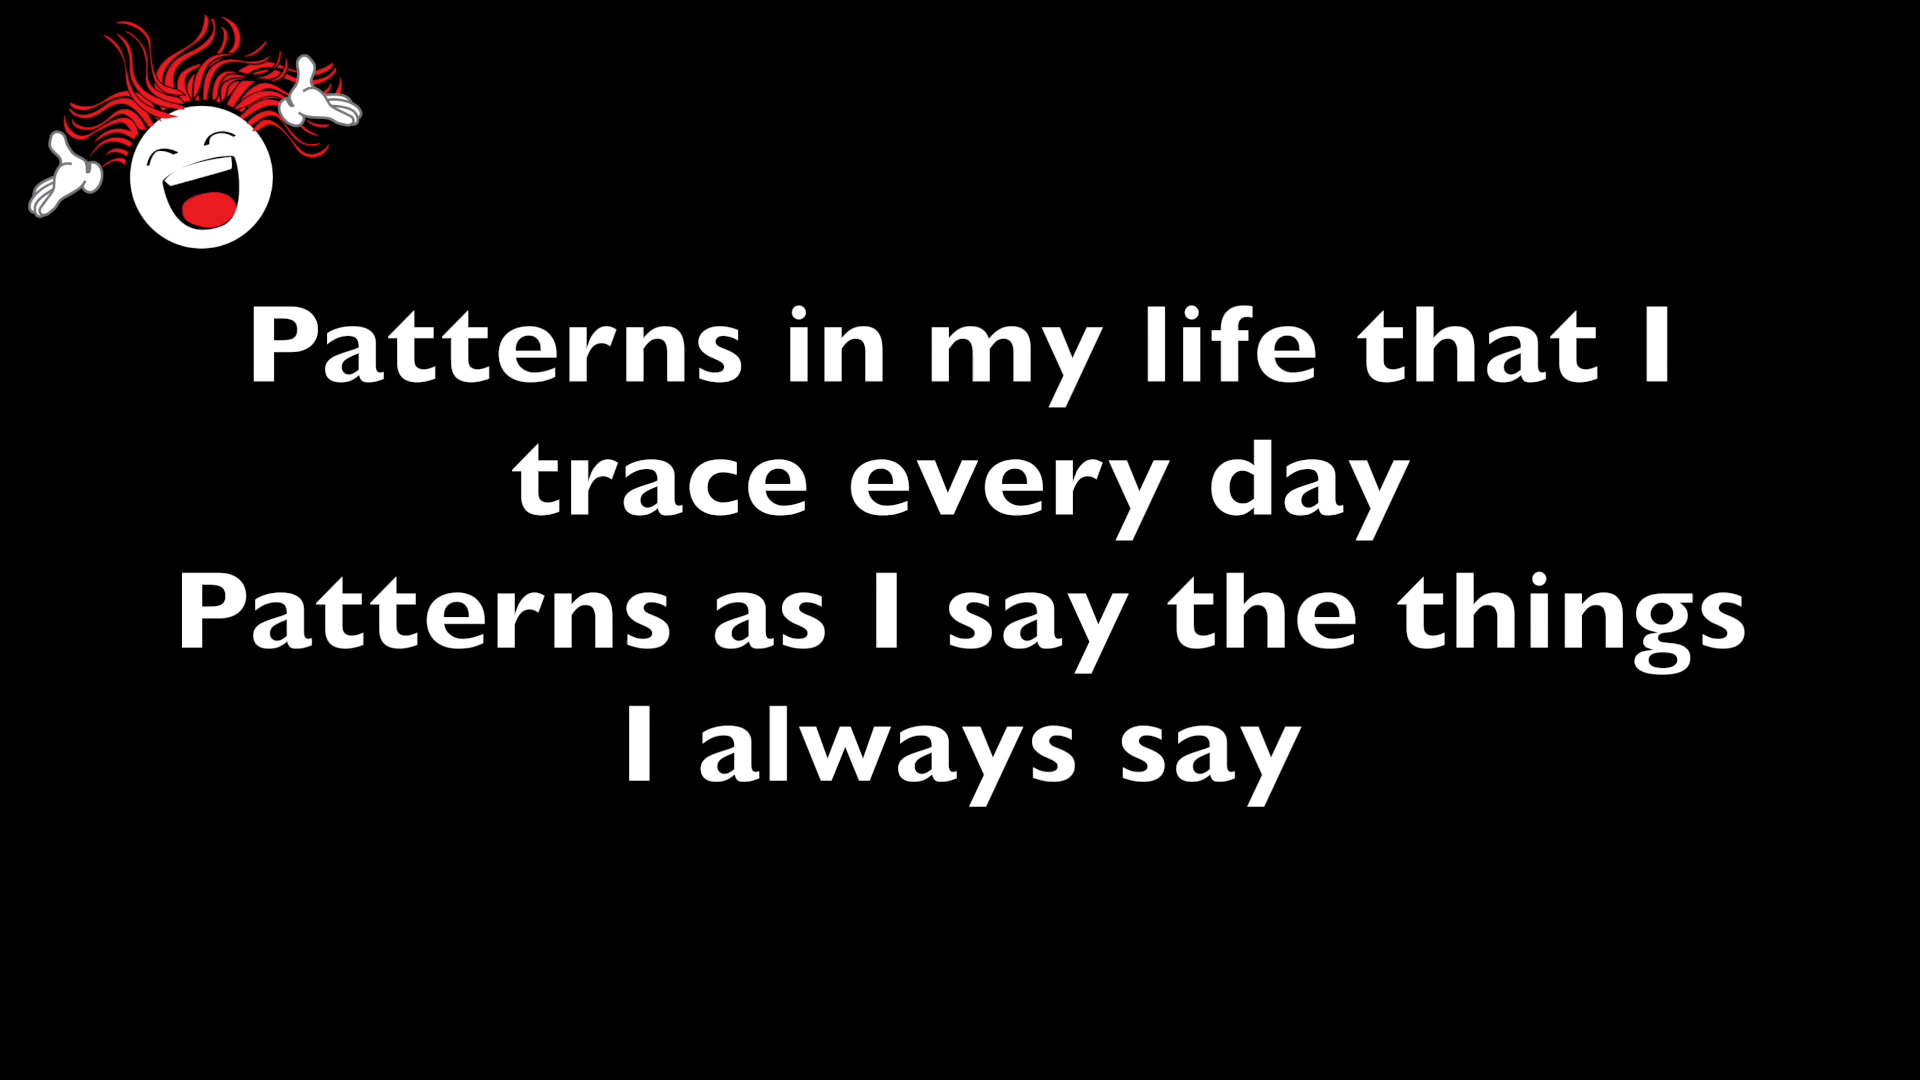 Patterns in my life that I
trace every day
Patterns as I say the things
I always say